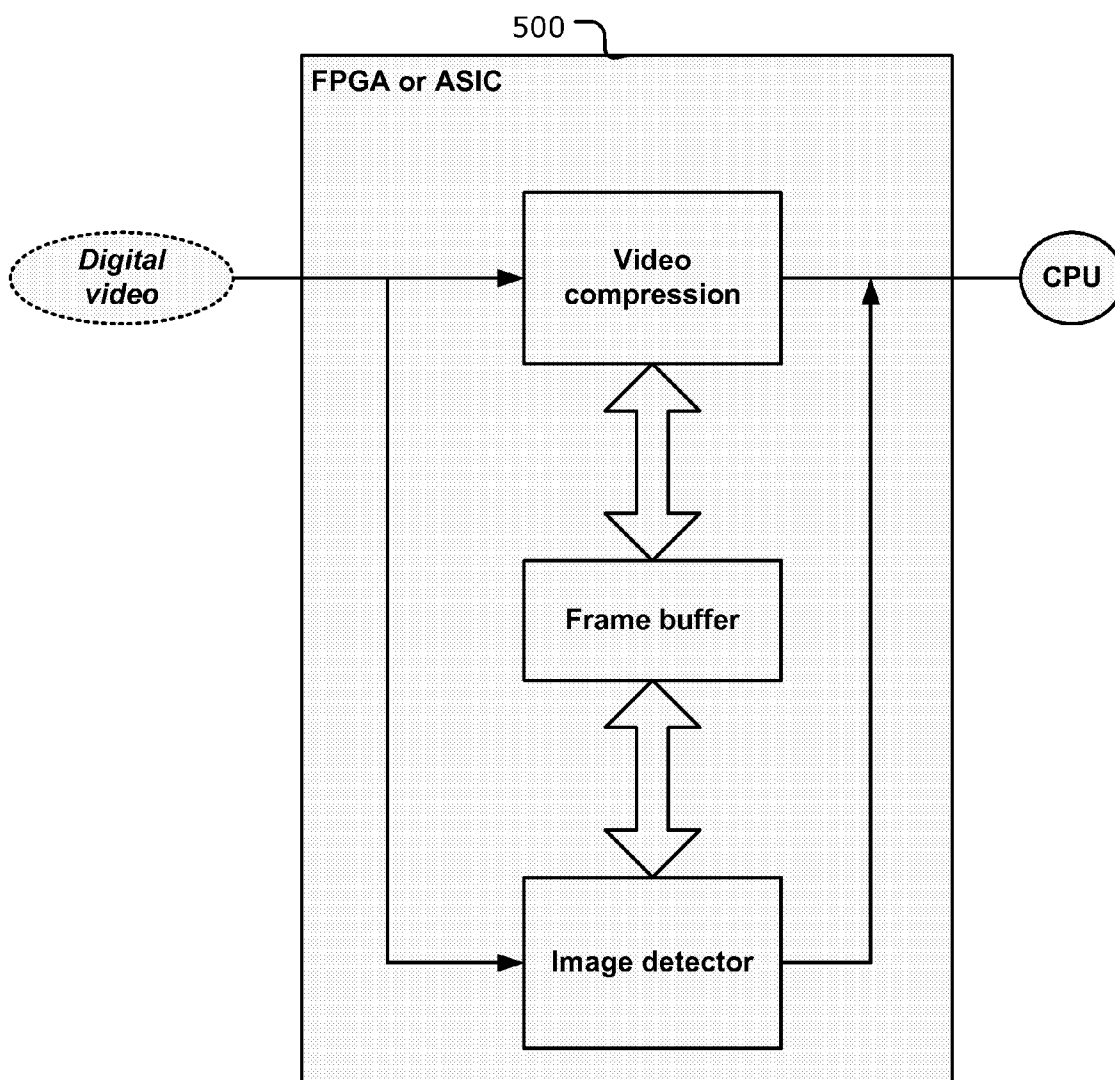 500
FPGA or ASIC
Digital
video
Video
compression
CPU
Frame buffer
Image detector